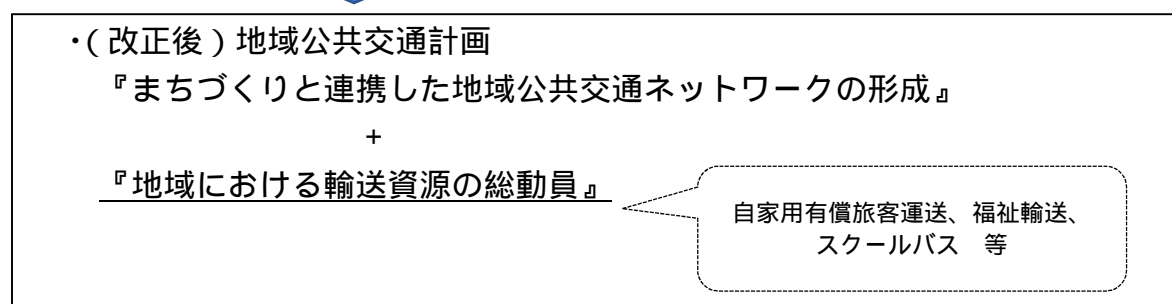 ・(改正後)地域公共交通計画
『まちづくりと連携した地域公共交通ネットワークの形成』
+
『地域における輸送資源の総動員』
自家用有償旅客運送、福祉輸送、
スクールバス　等